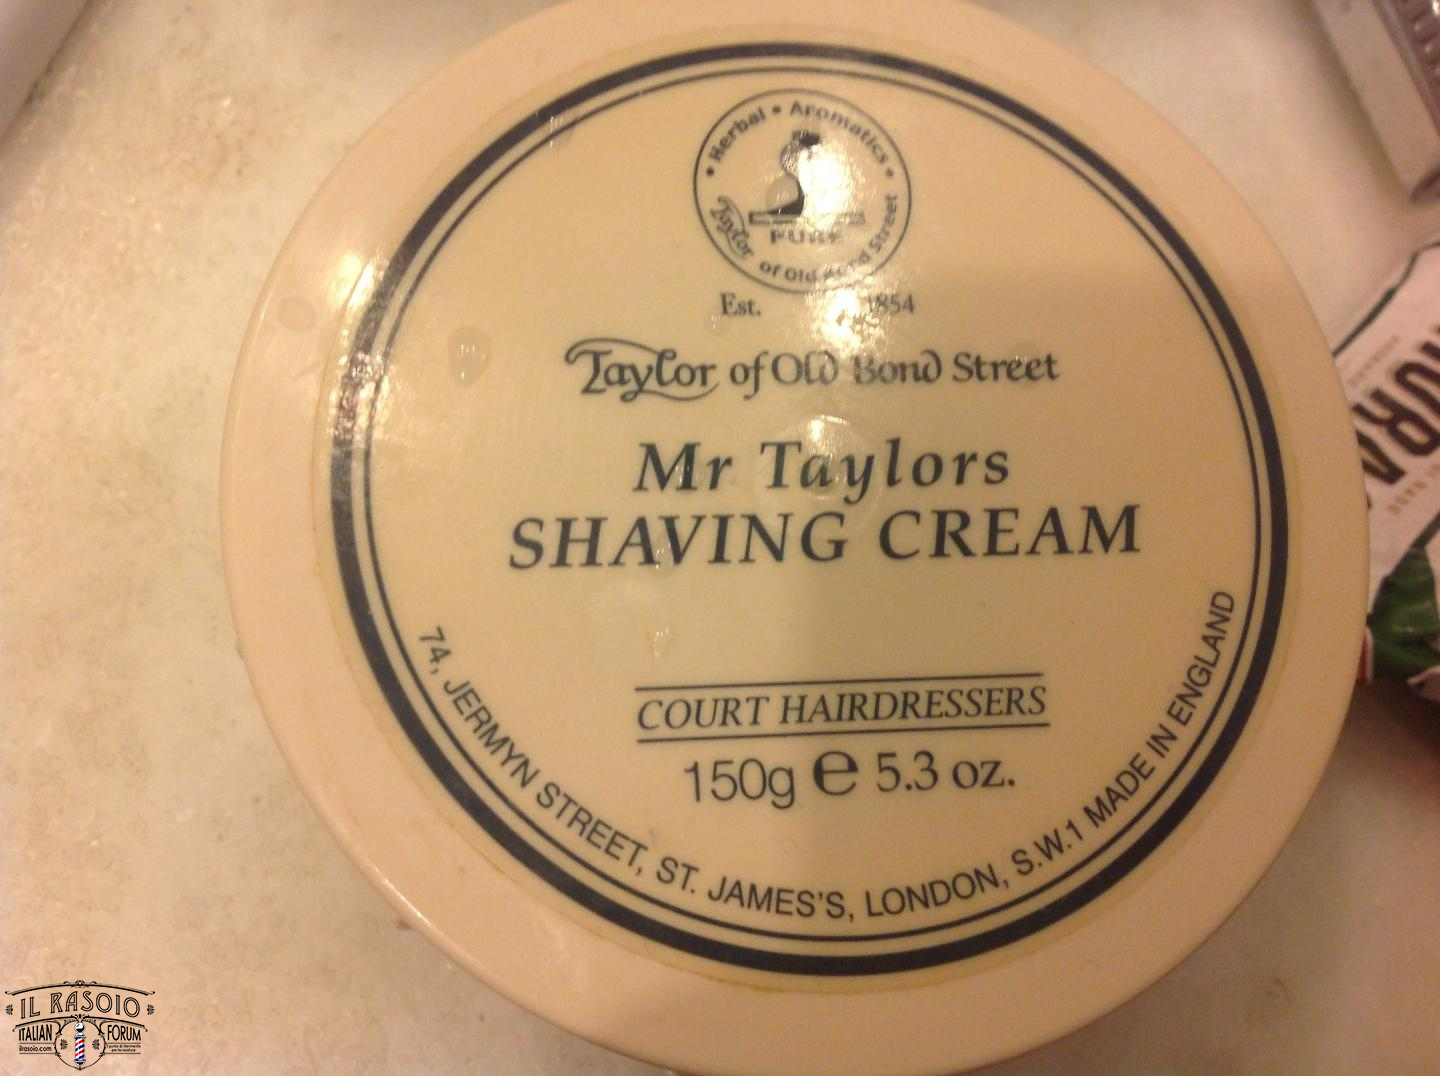 • Herbal • Aromatics •
PURE
Taylor of Old Bond Street
Est. 1854
Taylor of Old Bond Street
Mr Taylors
SHAVING CREAM
COURT HAIRDRESSERS
150g ℮ 5.3 oz.
74, JERMYN STREET, ST. JAMES'S, LONDON, S.W.1 MADE IN ENGLAND
IL RASOIO
ITALIAN FORUM
ilrasoio.com